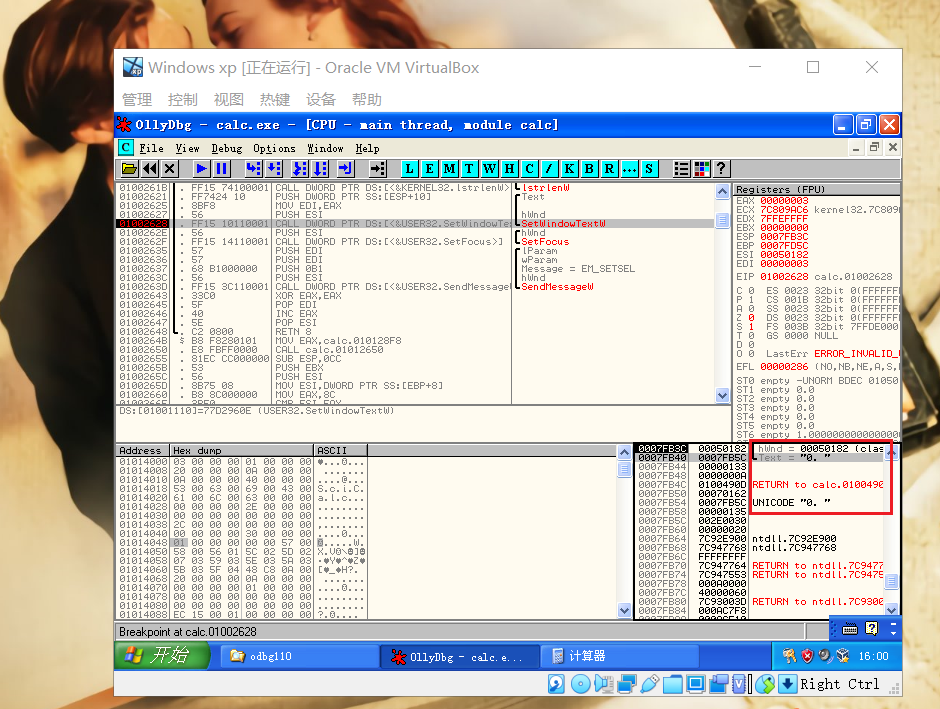 Windows xp [正在运行] - Oracle VM VirtualBox
管理 控制 视图 热键 设备 帮助
OllyDbg - calc.exe - [CPU - main thread, module calc]
C File View Debug Options Window Help
L E M T W H C / K B R ... S ?
0100261B . FF15 74100001 CALL DWORD PTR DS:[<&KERNEL32.lstrlenW> lstrlenW
01002621 . FF7424 10 PUSH DWORD PTR SS:[ESP+10] Text
01002625 . 8BF8 MOV EDI,EAX
01002627 . 56 PUSH ESI hWnd
01002628 . FF15 10110001 CALL DWORD PTR DS:[<&USER32.SetWindowTe SetWindowTextW
0100262E . 56 PUSH ESI hWnd
0100262F . FF15 14110001 CALL DWORD PTR DS:[<&USER32.SetFocus>] SetFocus
01002635 . 57 PUSH EDI lParam
01002636 . 57 PUSH EDI wParam
01002637 . 68 B1000000 PUSH 0B1 Message = EM_SETSEL
0100263C . 56 PUSH ESI hWnd
0100263D . FF15 3C110001 CALL DWORD PTR DS:[<&USER32.SendMessage SendMessageW
01002643 . 33C0 XOR EAX,EAX
01002645 . 5F POP EDI
01002646 . 40 INC EAX
01002647 . 5E POP ESI
01002648 . C2 0800 RETN 8
0100264B $ B8 F8280101 MOV EAX,calc.010128F8
01002650 . E8 FBFF0000 CALL calc.01012650
01002655 . 81EC CC000000 SUB ESP,0CC
0100265B . 53 PUSH EBX
0100265C . 56 PUSH ESI
0100265D . 8B75 08 MOV ESI,DWORD PTR SS:[EBP+8]
01002660 . B8 8C000000 MOV EAX,8C
DS:[01001110]=77D2960E (USER32.SetWindowTextW)
Registers (FPU)
EAX 00000003
ECX 7C809AC6 kernel32.7C809
EDX 7FFEFFFF
EBX 00000000
ESP 0007FB3C
EBP 0007FD5C
ESI 00050182
EDI 00000003
EIP 01002628 calc.01002628
C 0 ES 0023 32bit 0(FFFFFF
P 1 CS 001B 32bit 0(FFFFFF
A 0 SS 0023 32bit 0(FFFFFF
Z 0 DS 0023 32bit 0(FFFFFF
S 1 FS 003B 32bit 7FFDE000
T 0 GS 0000 NULL
D 0
O 0 LastErr ERROR_INVALID_
EFL 00000286 (NO,NB,NE,A,S,
ST0 empty -UNORM BDEC 01050
ST1 empty 0.0
ST2 empty 0.0
ST3 empty 0.0
ST4 empty 0.0
ST5 empty 0.0
ST6 empty 1.000000000000000
Address Hex dump ASCII
01014000 03 00 00 00 01 00 00 00
01014008 20 00 00 00 0A 00 00 00
01014010 0A 00 00 00 40 00 00 00
01014018 53 00 63 00 69 00 43 00 S.c.i.C.
01014020 61 00 6C 00 63 00 00 00 a.l.c...
01014028 00 00 00 00 2E 00 00 00
01014030 00 00 00 00 00 00 00 00
01014038 2C 00 00 00 00 00 00 00
01014040 00 00 00 00 30 00 00 00
01014048 01 00 00 00 00 00 57 00
01014050 58 00 56 01 5C 02 5D 02
01014058 07 03 59 03 5E 03 5A 03
01014060 5B 03 5F 04 48 C8 0A 00
01014068 20 00 00 00 0A 00 00 00
01014070 00 00 00 00 01 00 00 00
01014078 00 00 00 00 00 00 00 00
01014080 00 00 00 00 00 00 00 00
01014088 EC 15 00 01 00 00 00 00
0007FB3C 00050182 hWnd = 00050182 (clas
0007FB40 0007FB5C Text = "0. "
0007FB44 00000133
0007FB48 0000000A
0007FB4C 0100490D RETURN to calc.0100490
0007FB50 00070162
0007FB54 0007FB5C UNICODE "0. "
0007FB58 00000135
0007FB5C 002E0030
0007FB60 00000020
0007FB64 7C92E900 ntdll.7C92E900
0007FB68 7C947768 ntdll.7C947768
0007FB6C FFFFFFFF
0007FB70 7C947764 RETURN to ntdll.7C9477
0007FB74 7C947553 RETURN to ntdll.7C9475
0007FB78 000A0000
0007FB7C 40000060
0007FB80 7C93003D RETURN to ntdll.7C9300
0007FB84 000AC7F8
Breakpoint at calc.01002628
开始 odbg110 OllyDbg - calc.e... 计算器 16:00
Right Ctrl